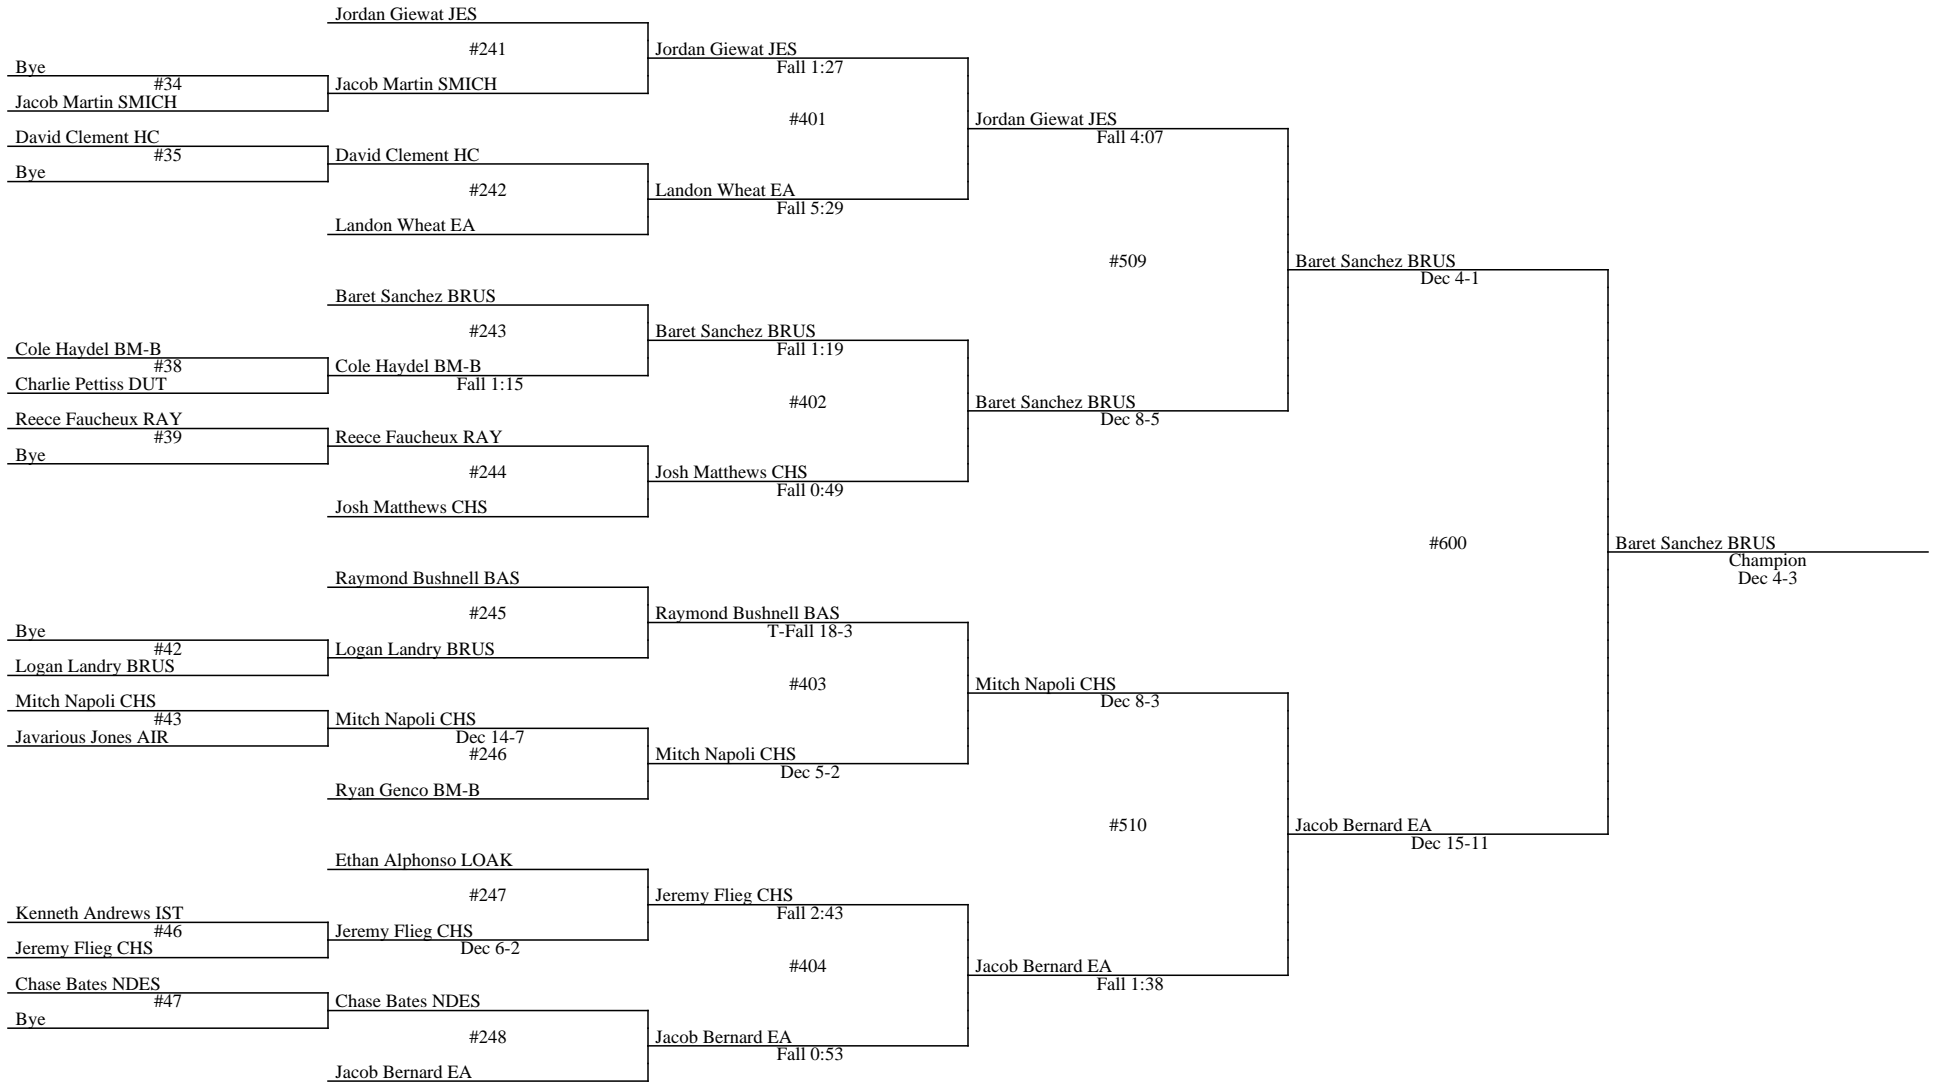 Jordan Giewat JES
#241
Jordan Giewat JES
Bye
Fall 1:27
#34
Jacob Martin SMICH
Jacob Martin SMICH
#401
Jordan Giewat JES
David Clement HC
Fall 4:07
#35
David Clement HC
Bye
#242
Landon Wheat EA
Fall 5:29
Landon Wheat EA
#509
Baret Sanchez BRUS
Dec 4-1
Baret Sanchez BRUS
#243
Baret Sanchez BRUS
Cole Haydel BM-B
Fall 1:19
#38
Cole Haydel BM-B
Charlie Pettiss DUT
Fall 1:15
#402
Baret Sanchez BRUS
Reece Faucheux RAY
Dec 8-5
#39
Reece Faucheux RAY
Bye
#244
Josh Matthews CHS
Fall 0:49
Josh Matthews CHS
#600
Baret Sanchez BRUS
Champion
Dec 4-3
Raymond Bushnell BAS
#245
Raymond Bushnell BAS
Bye
T-Fall 18-3
#42
Logan Landry BRUS
Logan Landry BRUS
#403
Mitch Napoli CHS
Mitch Napoli CHS
Dec 8-3
#43
Mitch Napoli CHS
Javarious Jones AIR
Dec 14-7
#246
Mitch Napoli CHS
Dec 5-2
Ryan Genco BM-B
#510
Jacob Bernard EA
Dec 15-11
Ethan Alphonso LOAK
#247
Jeremy Flieg CHS
Kenneth Andrews IST
Fall 2:43
#46
Jeremy Flieg CHS
Jeremy Flieg CHS
Dec 6-2
#404
Jacob Bernard EA
Chase Bates NDES
Fall 1:38
#47
Chase Bates NDES
Bye
#248
Jacob Bernard EA
Fall 0:53
Jacob Bernard EA